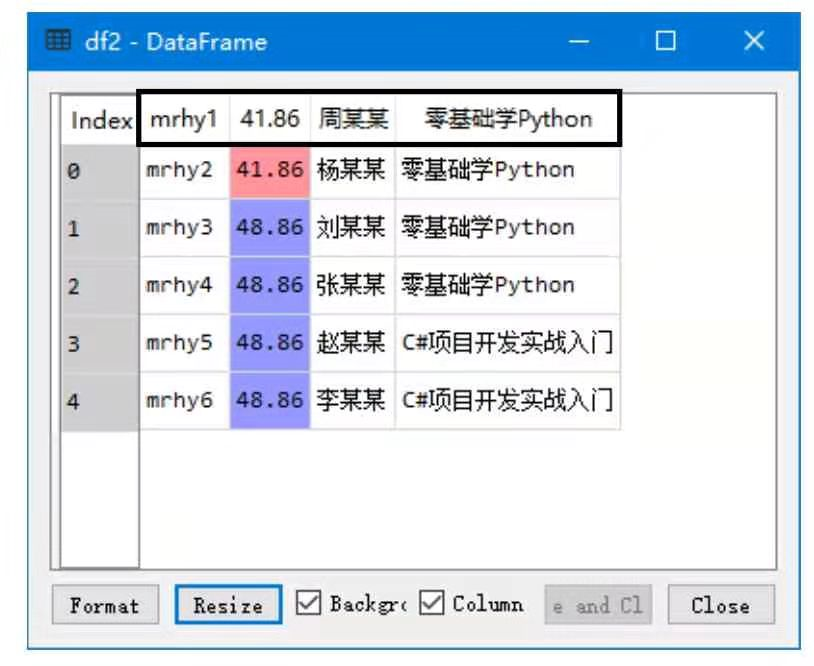 df2 - DataFrame
Index mrhy1 41.86 周某某 零基础学Python
0 mrhy2 41.86 杨某某 零基础学Python
1 mrhy3 48.86 刘某某 零基础学Python
2 mrhy4 48.86 张某某 零基础学Python
3 mrhy5 48.86 赵某某 C#项目开发实战入门
4 mrhy6 48.86 李某某 C#项目开发实战入门
Format Resize Backgr Column e and Cl Close